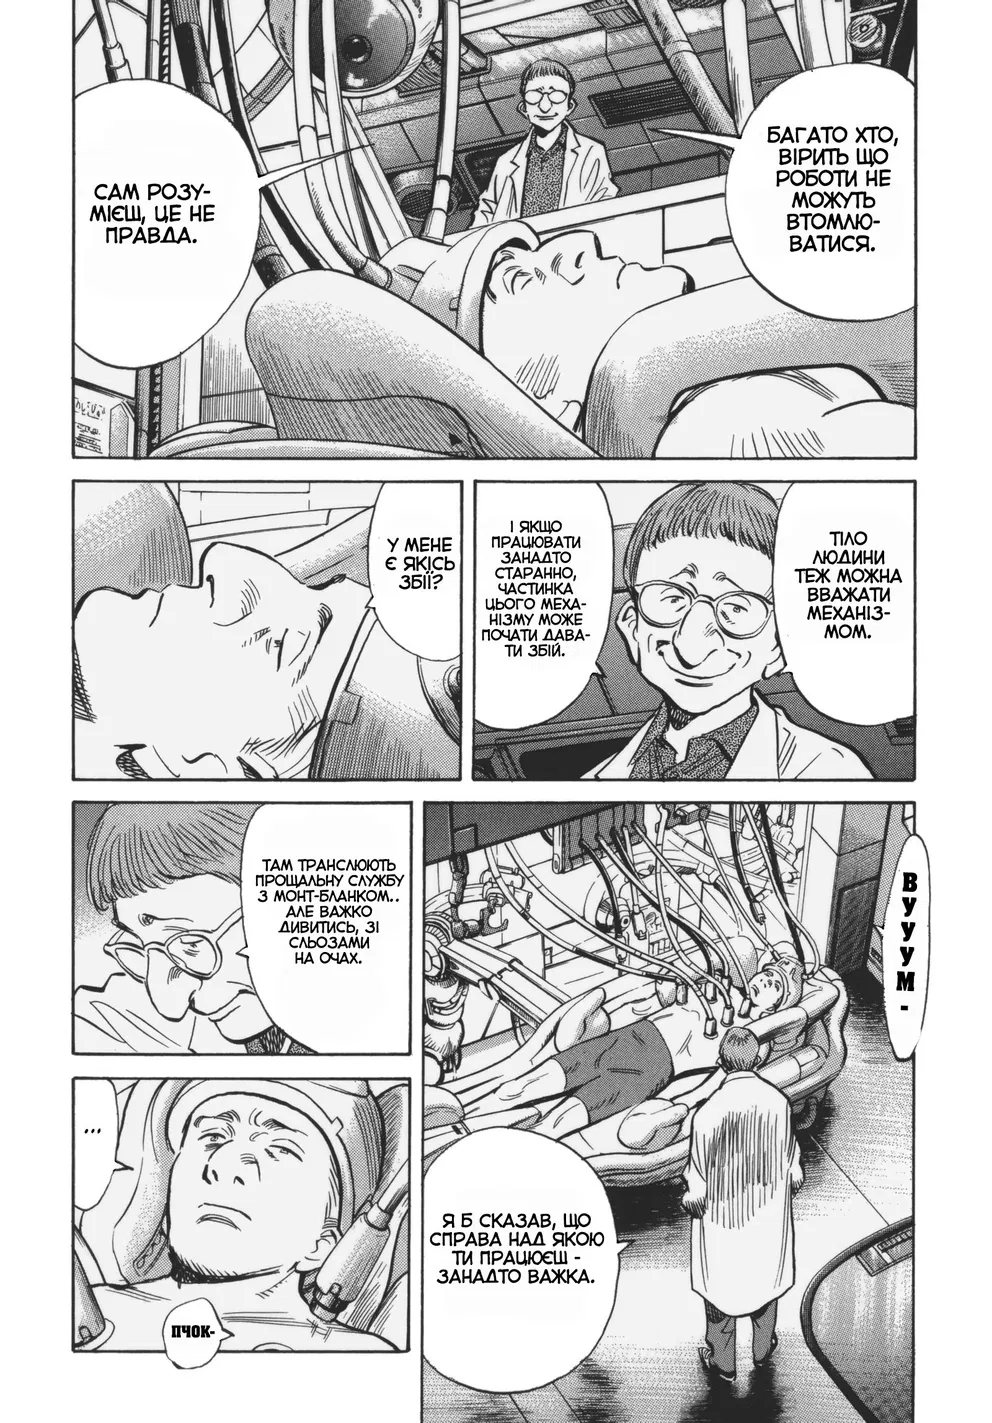 БАГАТО ХТО,
ВІРИТЬ ЩО
РОБОТИ НЕ
МОЖУТЬ
ВТОМЛЮ-
ВАТИСЯ.
САМ РОЗУ-
МІЄШ, ЦЕ НЕ
ПРАВДА.
ТІЛО
ЛЮДИНИ
ТЕЖ МОЖНА
ВВАЖАТИ
МЕХАНІЗ-
МОМ.
І ЯКЩО
ПРАЦЮВАТИ
ЗАНАДТО
СТАРАННО,
ЧАСТИНКА
ЦЬОГО МЕХА-
НІЗМУ МОЖЕ
ПОЧАТИ ДАВА-
ТИ ЗБІЙ.
У МЕНЕ
Є ЯКІСЬ
ЗБІЇ?
ВУУУМ-
Я Б СКАЗАВ, ЩО
СПРАВА НАД ЯКОЮ
ТИ ПРАЦЮЄШ -
ЗАНАДТО ВАЖКА.
ТАМ ТРАНСЛЮЮТЬ
ПРОЩАЛЬНУ СЛУЖБУ
З МОНТ-БЛАНКОМ..
АЛЕ ВАЖКО
ДИВИТИСЬ, ЗІ
СЛЬОЗАМИ
НА ОЧАХ.
...
ПЧОК-